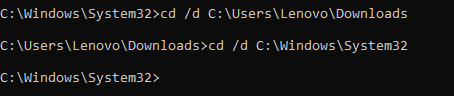 C:\Windows\System32>cd /d C:\Users\Lenovo\Downloads
C:\Users\Lenovo\Downloads>cd /d C:\Windows\System32
C:\Windows\System32>